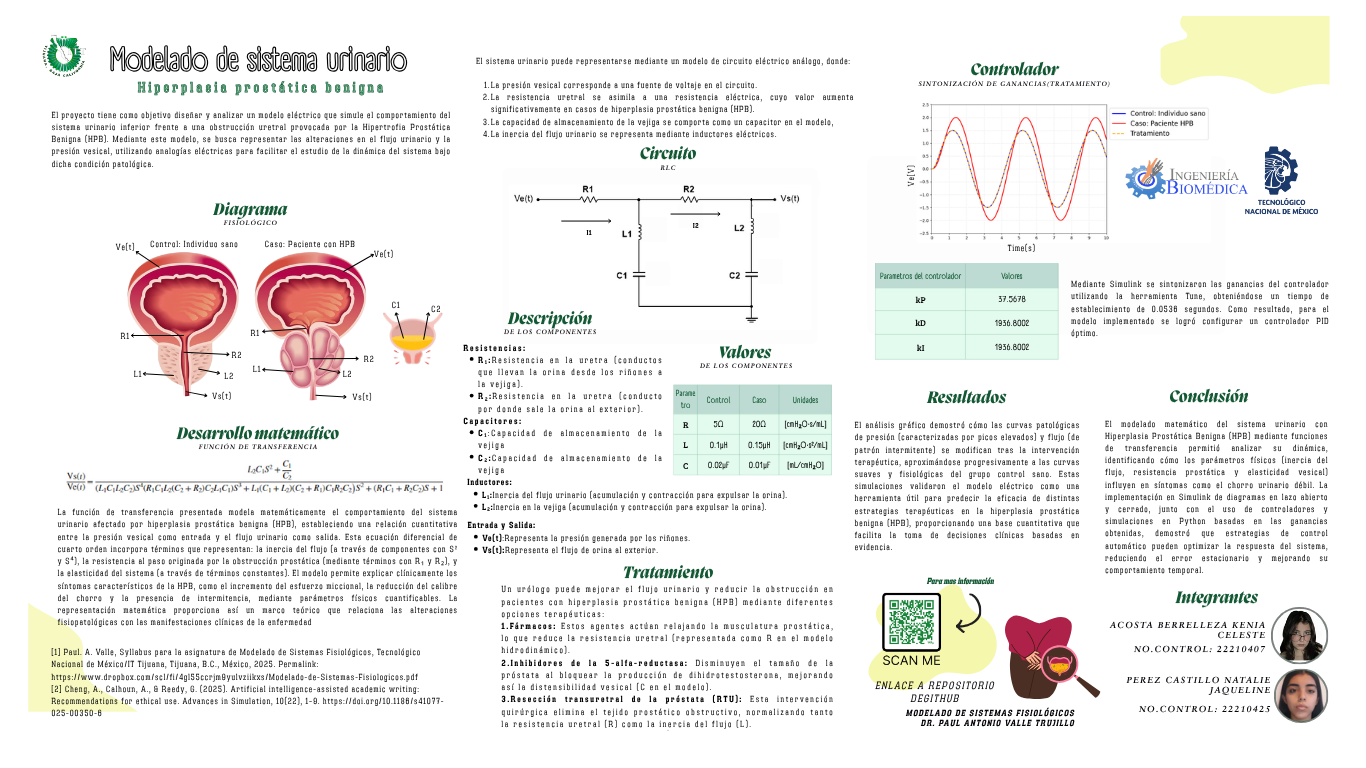 Modelado de sistema urinario
Hiperplasia prostática benigna
El proyecto tiene como objetivo diseñar y analizar un modelo eléctrico que simule el comportamiento del
sistema urinario inferior frente a una obstrucción uretral provocada por la Hipertrofia Prostática
Benigna (HPB). Mediante este modelo, se busca representar las alteraciones en el flujo urinario y la
presión vesical, utilizando analogías eléctricas para facilitar el estudio de la dinámica del sistema bajo
dicha condición patológica.
Diagrama
FISIOLÓGICO
Control: Individuo sano
Caso: Paciente con HPB
Ve(t)
Ve(t)
C1
C2
R1
R1
R2
R2
L1
L2
L1
L2
Vs(t)
Vs(t)
Desarrollo matemático
FUNCIÓN DE TRANSFERENCIA
Vs(t)/Ve(t) = (L₂C₁S² + C₁/C₂) / ((L₁C₁L₂C₂)S⁴(R₁C₁L₂(C₂ + R₂)C₂L₁C₁)S³ + L₁(C₁ + L₂)(C₂ + R₁)C₁R₂C₂)S² + (R₁C₁ + R₂C₂)S + 1
La función de transferencia presentada modela matemáticamente el comportamiento del sistema
urinario afectado por hiperplasia prostática benigna (HPB), estableciendo una relación cuantitativa
entre la presión vesical como entrada y el flujo urinario como salida. Esta ecuación diferencial de
cuarto orden incorpora términos que representan: la inercia del flujo (a través de componentes con S²
y S⁴), la resistencia al paso originada por la obstrucción prostática (mediante términos con R₁ y R₂), y
la elasticidad del sistema (a través de términos constantes). El modelo permite explicar clínicamente los
síntomas característicos de la HPB, como el incremento del esfuerzo miccional, la reducción del calibre
del chorro y la presencia de intermitencia, mediante parámetros físicos cuantificables. La
representación matemática proporciona así un marco teórico que relaciona las alteraciones
fisiopatológicas con las manifestaciones clínicas de la enfermedad
[1] Paul. A. Valle, Syllabus para la asignatura de Modelado de Sistemas Fisiológicos, Tecnológico
Nacional de México/IT Tijuana, Tijuana, B.C., México, 2025. Permalink:
https://www.dropbox.com/scl/fi/4gl55ccrjm9yulvziikxs/Modelado-de-Sistemas-Fisiologicos.pdf
[2] Cheng, A., Calhoun, A., & Reedy, G. (2025). Artificial intelligence-assisted academic writing:
Recommendations for ethical use. Advances in Simulation, 10(22), 1-9. https://doi.org/10.1186/s41077-
025-00350-6
El sistema urinario puede representarse mediante un modelo de circuito eléctrico análogo, donde:
1.La presión vesical corresponde a una fuente de voltaje en el circuito.
2.La resistencia uretral se asimila a una resistencia eléctrica, cuyo valor aumenta
significativamente en casos de hiperplasia prostática benigna (HPB).
3.La capacidad de almacenamiento de la vejiga se comporta como un capacitor en el modelo,
4.La inercia del flujo urinario se representa mediante inductores eléctricos.
Circuito
RLC
R1
R2
Ve(t)
Vs(t)
I1
I2
L1
L2
C1
C2
Descripción
DE LOS COMPONENTES
Resistencias:
R₁:Resistencia en la uretra (conductos
que llevan la orina desde los riñones a
la vejiga).
R₂:Resistencia en la uretra (conducto
por donde sale la orina al exterior).
Capacitores:
C₁:Capacidad de almacenamiento de la
vejiga
C₂:Capacidad de almacenamiento de la
vejiga
Inductores:
L₁:Inercia del flujo urinario (acumulación y contracción para expulsar la orina).
L₂:Inercia en la vejiga (acumulación y contracción para expulsar la orina).
Entrada y Salida:
Ve(t):Representa la presión generada por los riñones.
Vs(t):Representa el flujo de orina al exterior.
Valores
DE LOS COMPONENTES
Parametro Control Caso Unidades
R 5Ω 20Ω [cmH₂O·s/mL]
L 0.1µH 0.15µH [cmH₂O·s²/mL]
C 0.02µF 0.01µF [mL/cmH₂O]
Tratamiento
Un urólogo puede mejorar el flujo urinario y reducir la obstrucción en
pacientes con hiperplasia prostática benigna (HPB) mediante diferentes
opciones terapéuticas:
1.Fármacos: Estos agentes actúan relajando la musculatura prostática,
lo que reduce la resistencia uretral (representada como R en el modelo
hidrodinámico).
2.Inhibidores de la 5-alfa-reductasa: Disminuyen el tamaño de la
próstata al bloquear la producción de dihidrotestosterona, mejorando
así la distensibilidad vesical (C en el modelo).
3.Resección transuretral de la próstata (RTU): Este intervención
quirúrgica elimina el tejido prostático obstructivo, normalizando tanto
la resistencia uretral (R) como la inercia del flujo (L).
Controlador
SINTONIZACIÓN DE GANANCIAS(TRATAMIENTO)
Ve[V]
2.5
2.0
1.5
1.0
0.5
0.0
−0.5
−1.0
−1.5
−2.0
−2.5
0 1 2 3 4 5 6 7 8 9 10
Time[s]
Control: Individuo sano
Caso: Paciente HPB
Tratamiento
INGENIERÍA
BIOMÉDICA
TECNOLÓGICO
NACIONAL DE MÉXICO
Parametros del controlador Valores
kP 37.5678
kD 1936.8002
kI 1936.8002
Mediante Simulink se sintonizaron las ganancias del controlador
utilizando la herramienta Tune, obteniéndose un tiempo de
establecimiento de 0.0536 segundos. Como resultado, para el
modelo implementado se logró configurar un controlador PID
óptimo.
Resultados
El análisis gráfico demostró cómo las curvas patológicas
de presión (caracterizadas por picos elevados) y flujo (de
patrón intermitente) se modifican tras la intervención
terapéutica, aproximándose progresivamente a las curvas
suaves y fisiológicas del grupo control sano. Estas
simulaciones validaron el modelo eléctrico como una
herramienta útil para predecir la eficacia de distintas
estrategias terapéuticas en la hiperplasia prostática
benigna (HPB), proporcionando una base cuantitativa que
facilita la toma de decisiones clínicas basadas en
evidencia.
Conclusión
El modelado matemático del sistema urinario con
Hiperplasia Prostática Benigna (HPB) mediante funciones
de transferencia permitió analizar su dinámica,
identificando cómo los parámetros físicos (inercia del
flujo, resistencia prostática y elasticidad vesical)
influyen en síntomas como el chorro urinario débil. La
implementación en Simulink de diagramas en lazo abierto
y cerrado, junto con el uso de controladores y
simulaciones en Python basadas en las ganancias
obtenidas, demostró que estrategias de control
automático pueden optimizar la respuesta del sistema,
reduciendo el error estacionario y mejorando su
comportamiento temporal.
Para mas información
SCAN ME
ENLACE A REPOSITORIO
DEGITHUB
MODELADO DE SISTEMAS FISIOLÓGICOS
DR. PAUL ANTONIO VALLE TRUJILLO
Integrantes
ACOSTA BERRELLEZA KENIA
CELESTE
NO.CONTROL: 22210407
PEREZ CASTILLO NATALIE
JAQUELINE
NO.CONTROL: 22210425